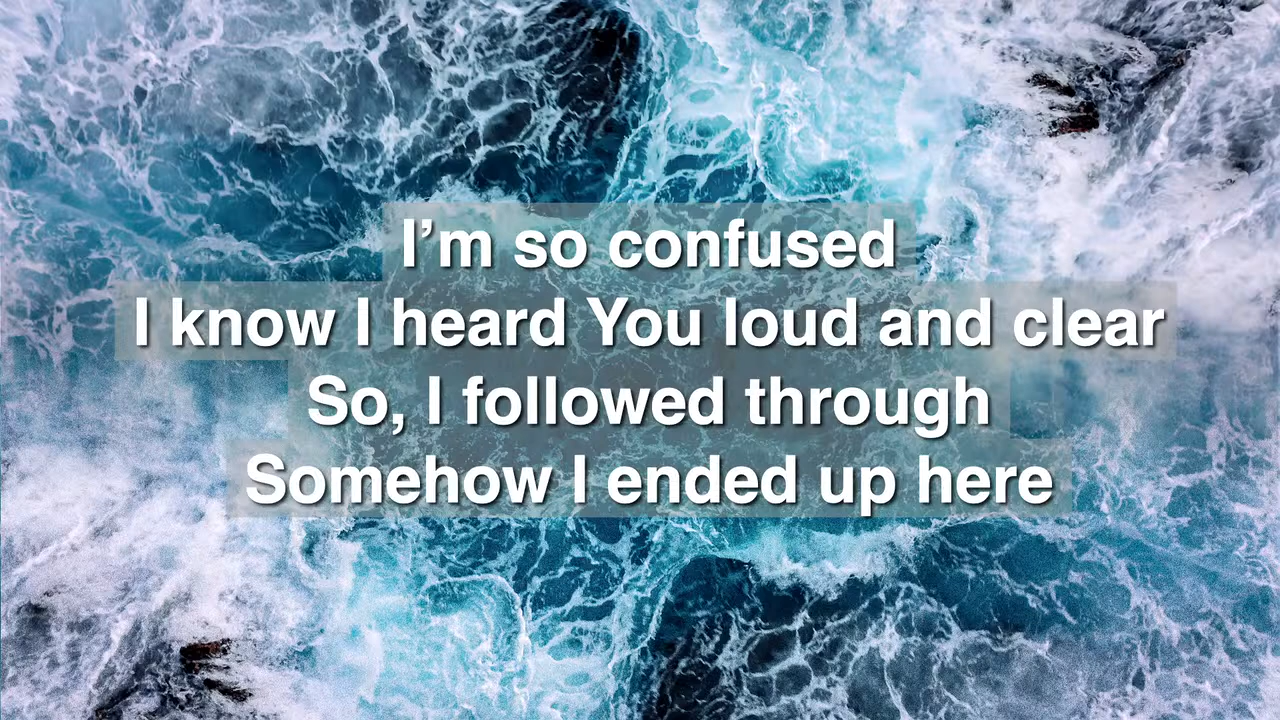 I’m so confused
I know I heard You loud and clear
So, I followed through
Somehow I ended up here